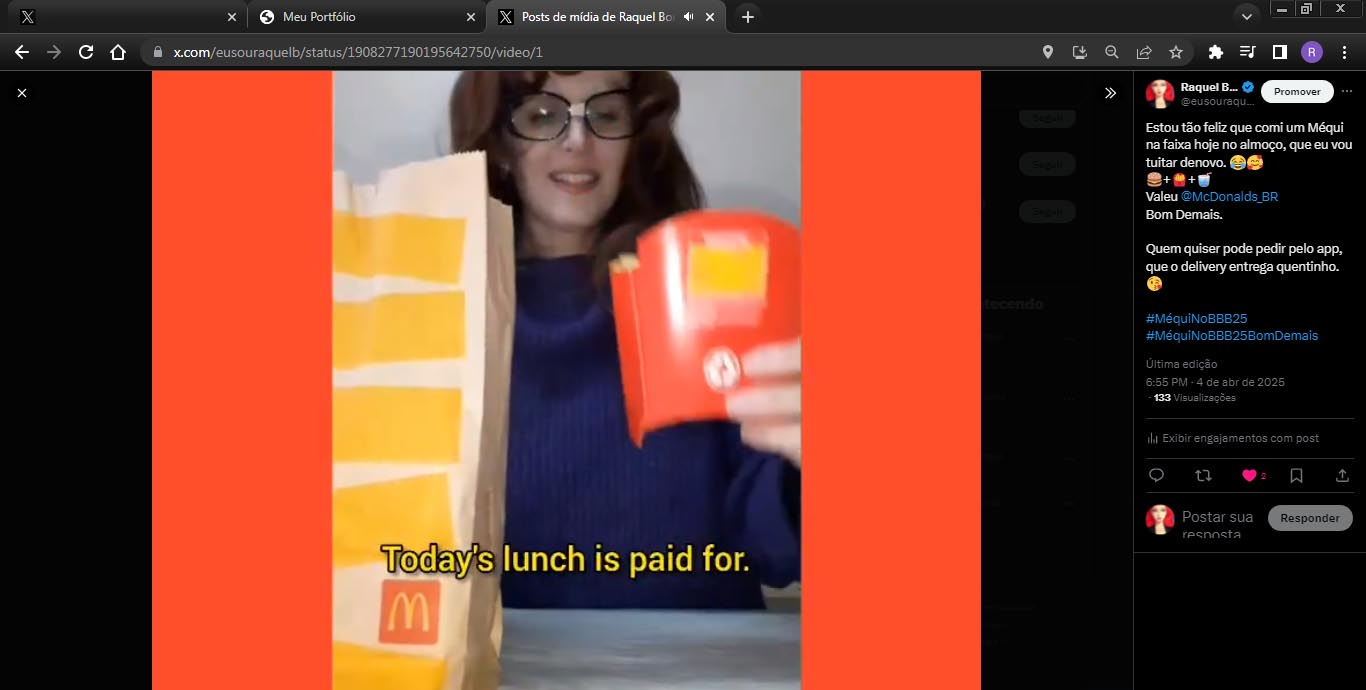 Meu Portfólio
Posts de mídia de Raquel Bo
x.com/eusouraquelb/status/1908277190195642750/video/1
R
Today's lunch is paid for.
Seguir
Seguir
Seguir
tecendo
Raquel B...
@eusouraqu...
Promover
Estou tão feliz que comi um Méqui
na faixa hoje no almoço, que eu vou
tuitar denovo. 😂🥰
🍔+🍟+🥤
Valeu @McDonalds_BR
Bom Demais.
Quem quiser pode pedir pelo app,
que o delivery entrega quentinho.
😘
#MéquiNoBBB25
#MéquiNoBBB25BomDemais
Última edição
6:55 PM · 4 de abr de 2025
· 133 Visualizações
Exibir engajamentos com post
2
Postar sua
resposta
Responder